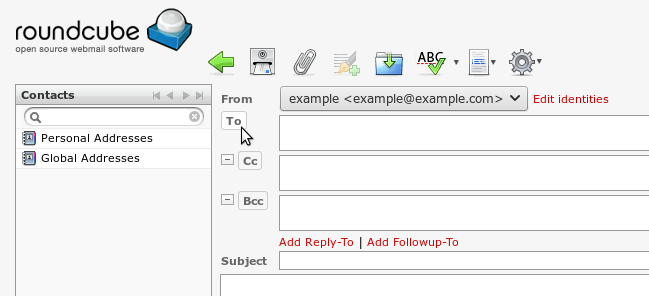 roundcube
open source webmail software
ABC
Contacts
From
example <example@example.com>
Edit identities
To
Personal Addresses
Cc
Global Addresses
Bcc
Add Reply-To | Add Followup-To
Subject